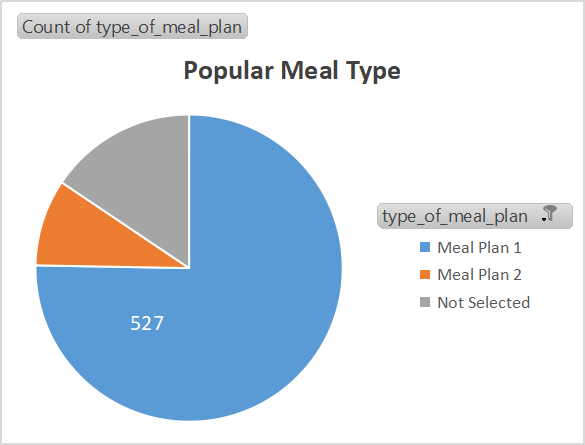 Count of type_of_meal_plan
Popular Meal Type
type_of_meal_plan
Meal Plan 1
Meal Plan 2
Not Selected
527